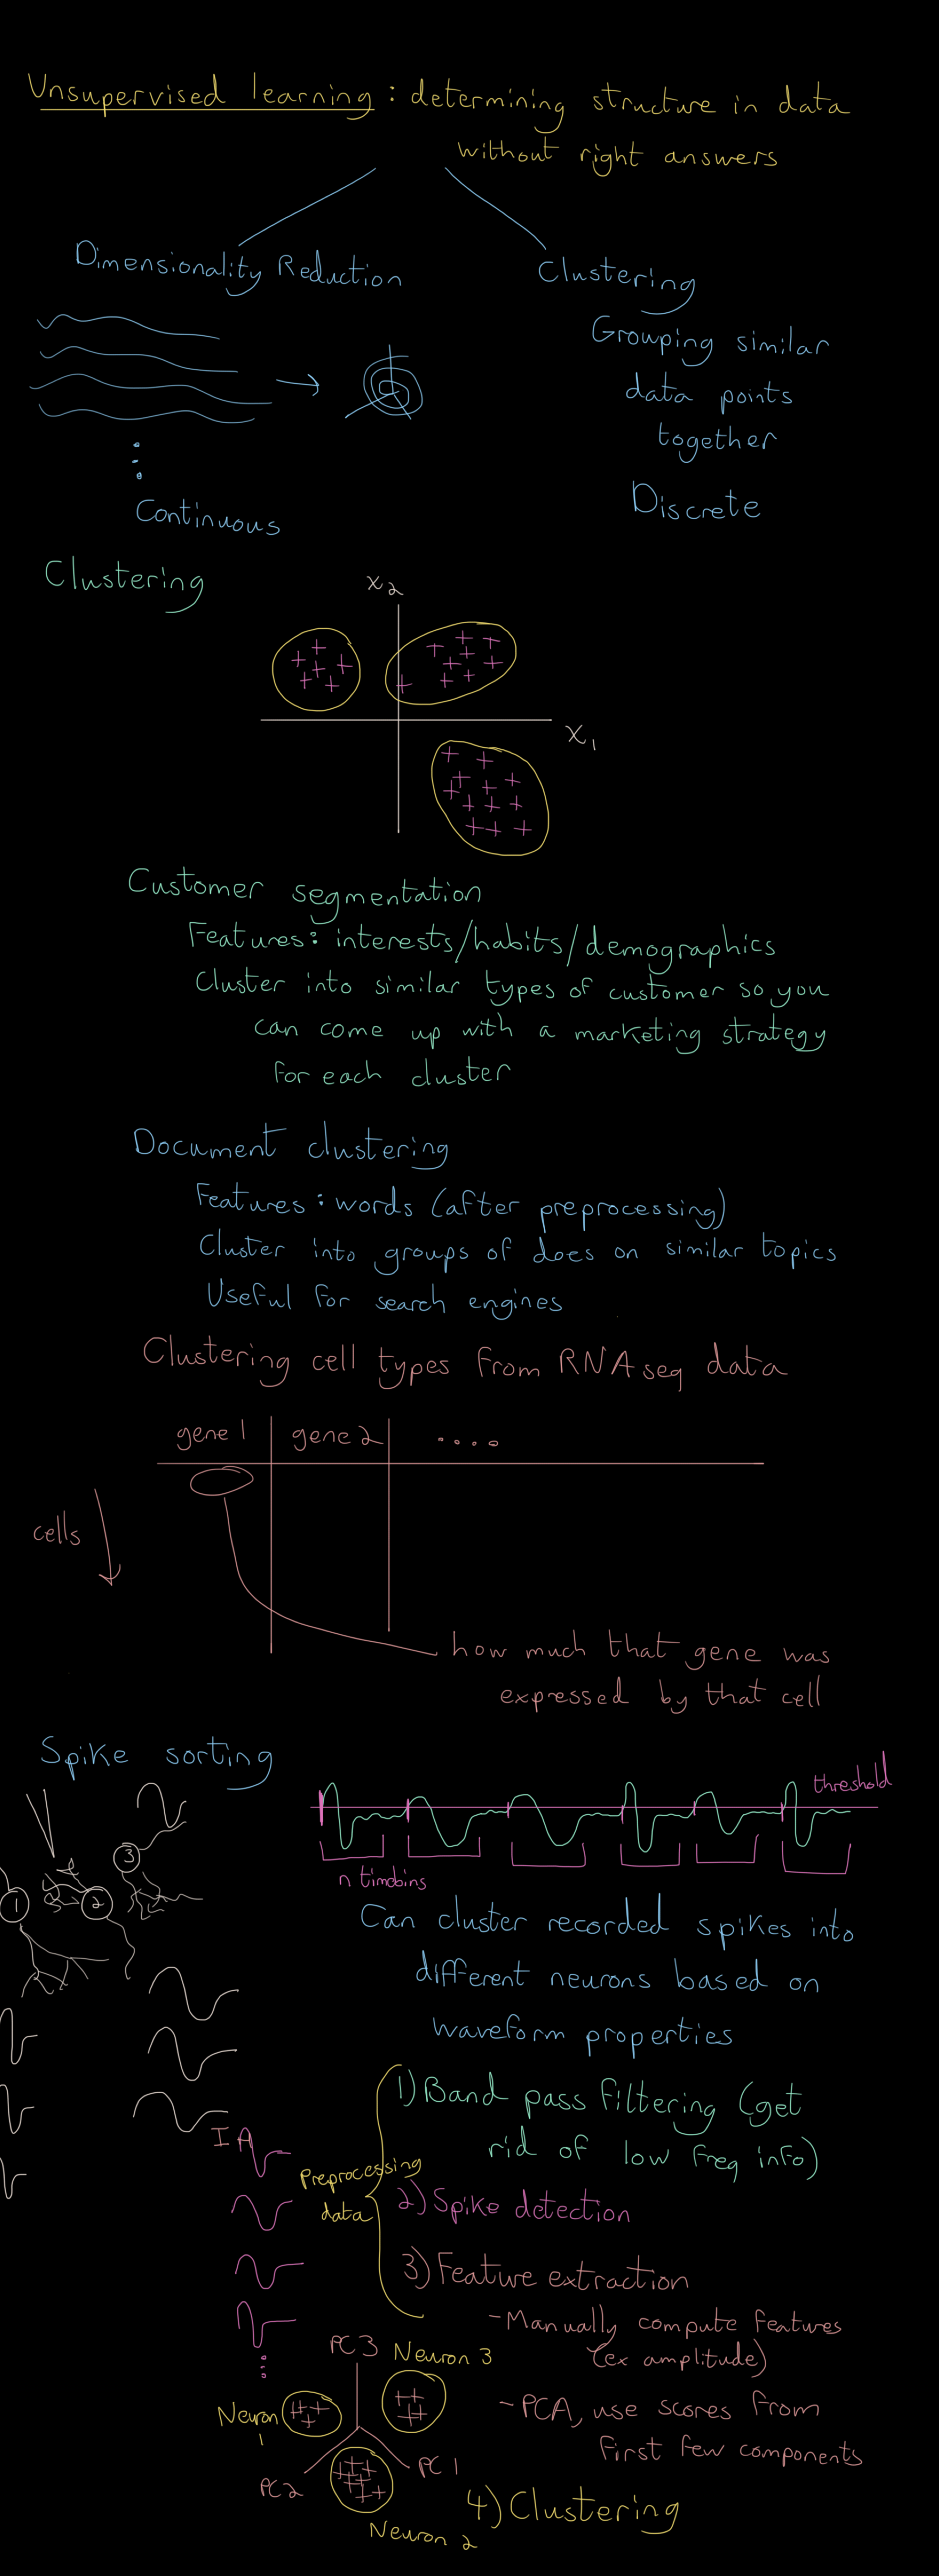 Unsupervised learning : determining structure in data
without right answers
Dimensionality Reduction
Clustering
Grouping similar
data points
together
Discrete
Continuous
Clustering
x2
x1
Customer segmentation
Features: interests/habits/demographics
Cluster into similar types of customer so you
can come up with a marketing strategy
for each cluster
Document clustering
Features : words (after preprocessing)
Cluster into groups of docs on similar topics
Useful for search engines
Clustering cell types from RNAseq data
gene 1 gene 2 ....
cells
how much that gene was
expressed by that cell
Spike sorting
threshold
3
1
2
n timebins
Can cluster recorded spikes into
different neurons based on
waveform properties
1) Band pass filtering (get
rid of low freq info)
Preprocessing
data
2) Spike detection
3) Feature extraction
- Manually compute features
(ex amplitude)
- PCA, use scores from
first few components
PC3
Neuron 3
Neuron
1
PC2
PC1
Neuron 2
4) Clustering